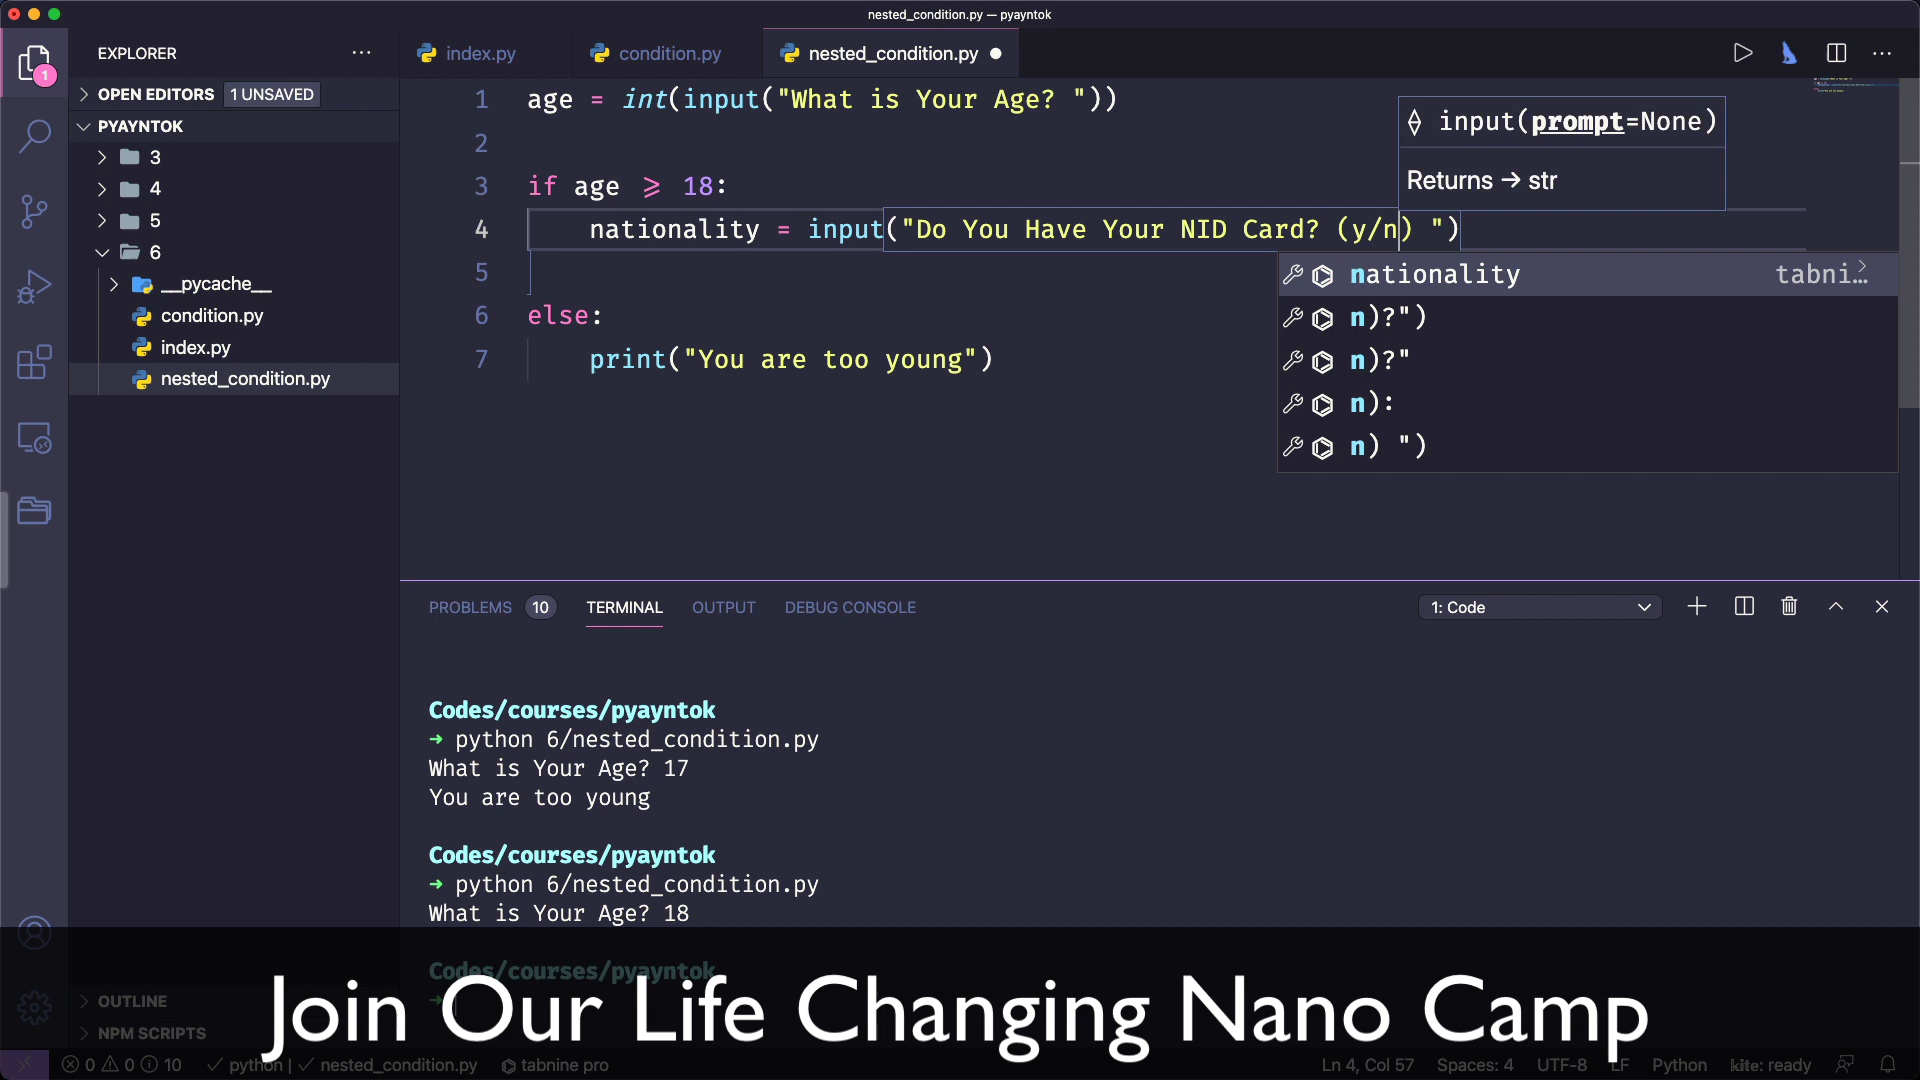 nested_condition.py — pyayntok
EXPLORER
index.py
condition.py
nested_condition.py
1
OPEN EDITORS 1 UNSAVED
PYAYNTOK
3
4
5
6
__pycache__
condition.py
index.py
nested_condition.py
1 age = int(input("What is Your Age? "))
2
3 if age >= 18:
4 nationality = input("Do You Have Your NID Card? (y/n) ")
5
6 else:
7 print("You are too young")
input(prompt=None)
Returns → str
nationality tabni…
n)?")
n)?"
n):
n) ")
PROBLEMS 10 TERMINAL OUTPUT DEBUG CONSOLE 1: Code
Codes/courses/pyayntok
➜ python 6/nested_condition.py
What is Your Age? 17
You are too young
Codes/courses/pyayntok
➜ python 6/nested_condition.py
What is Your Age? 18
Codes/courses/pyayntok
➜
OUTLINE
NPM SCRIPTS
Join Our Life Changing Nano Camp
0 0 10 python | nested_condition.py tabnine pro Ln 4, Col 57 Spaces: 4 UTF-8 LF Python kite: ready